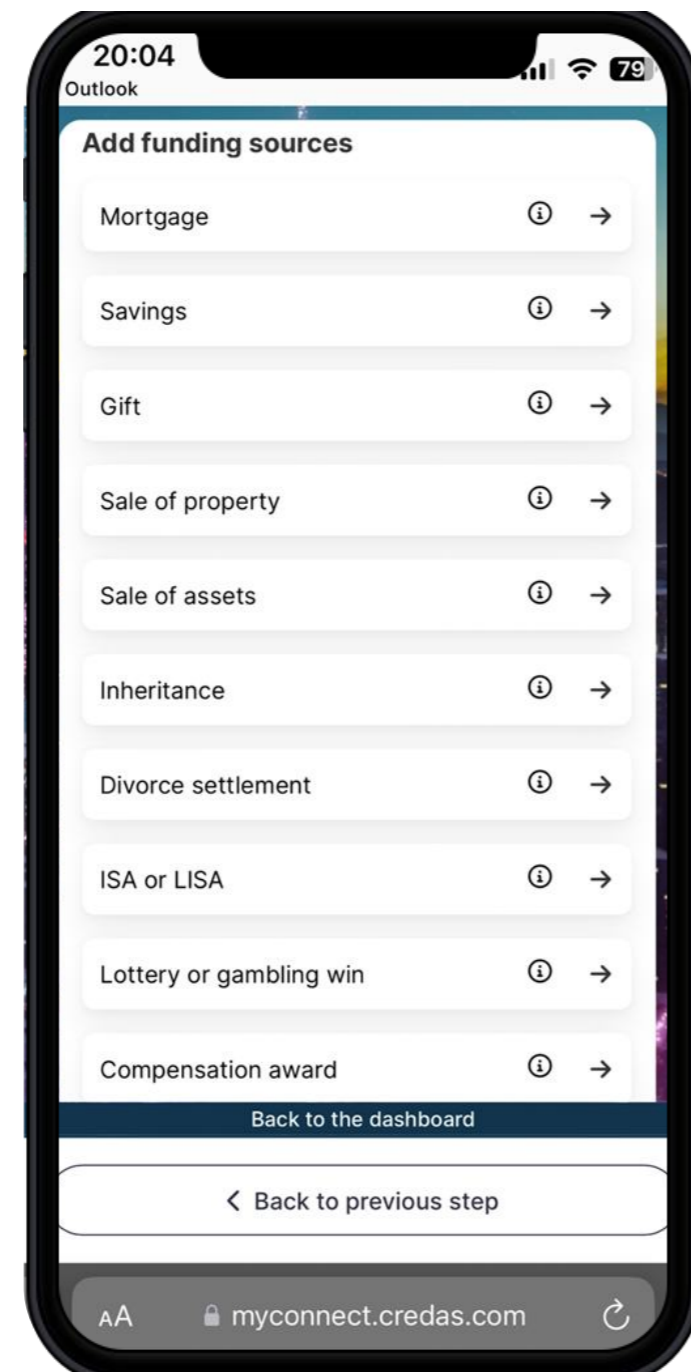 20:04
79
Outlook
Add funding sources
Mortgage
Savings
Gift
Sale of property
Sale of assets
Inheritance
Divorce settlement
ISA or LISA
Lottery or gambling win
Compensation award
Back to the dashboard
Back to previous step
AA myconnect.credas.com